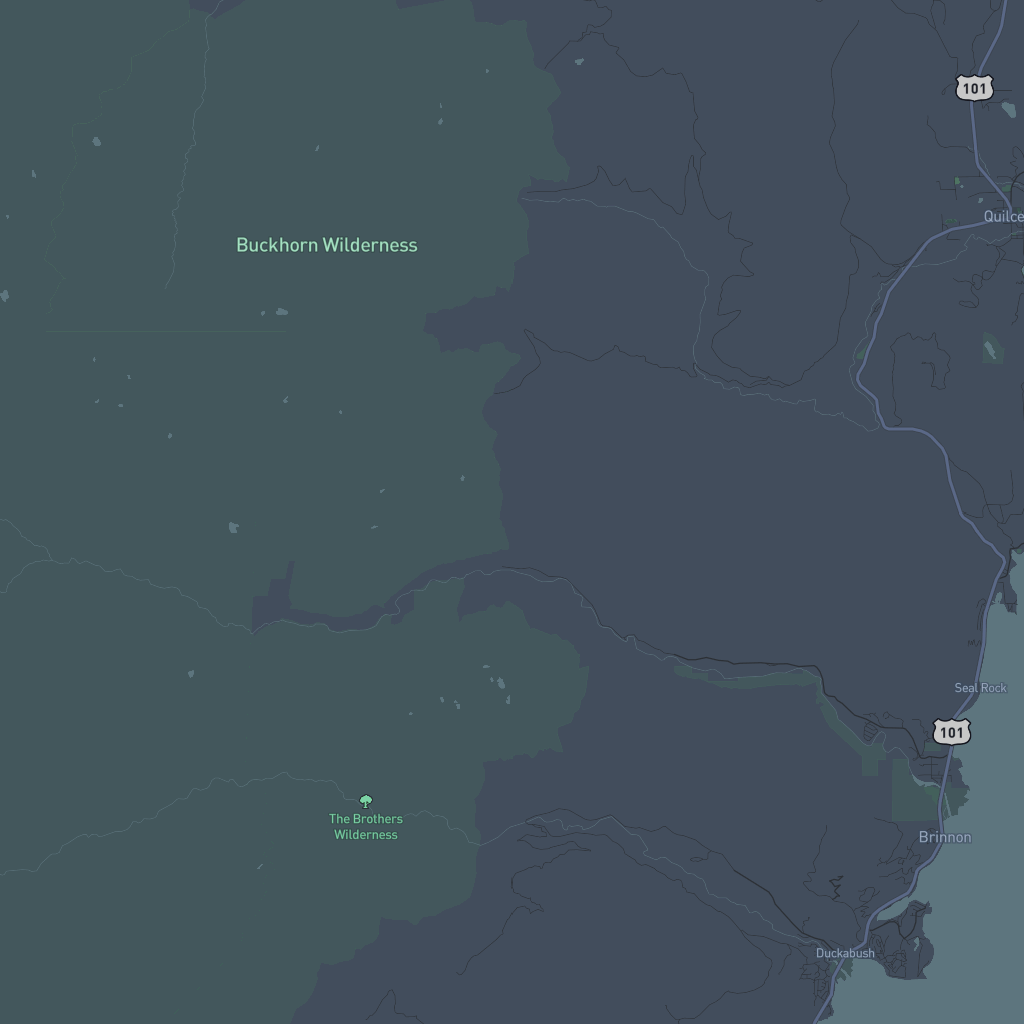 101
Quilce
Buckhorn Wilderness
Seal Rock
101
The Brothers
Wilderness
Brinnon
Duckabush